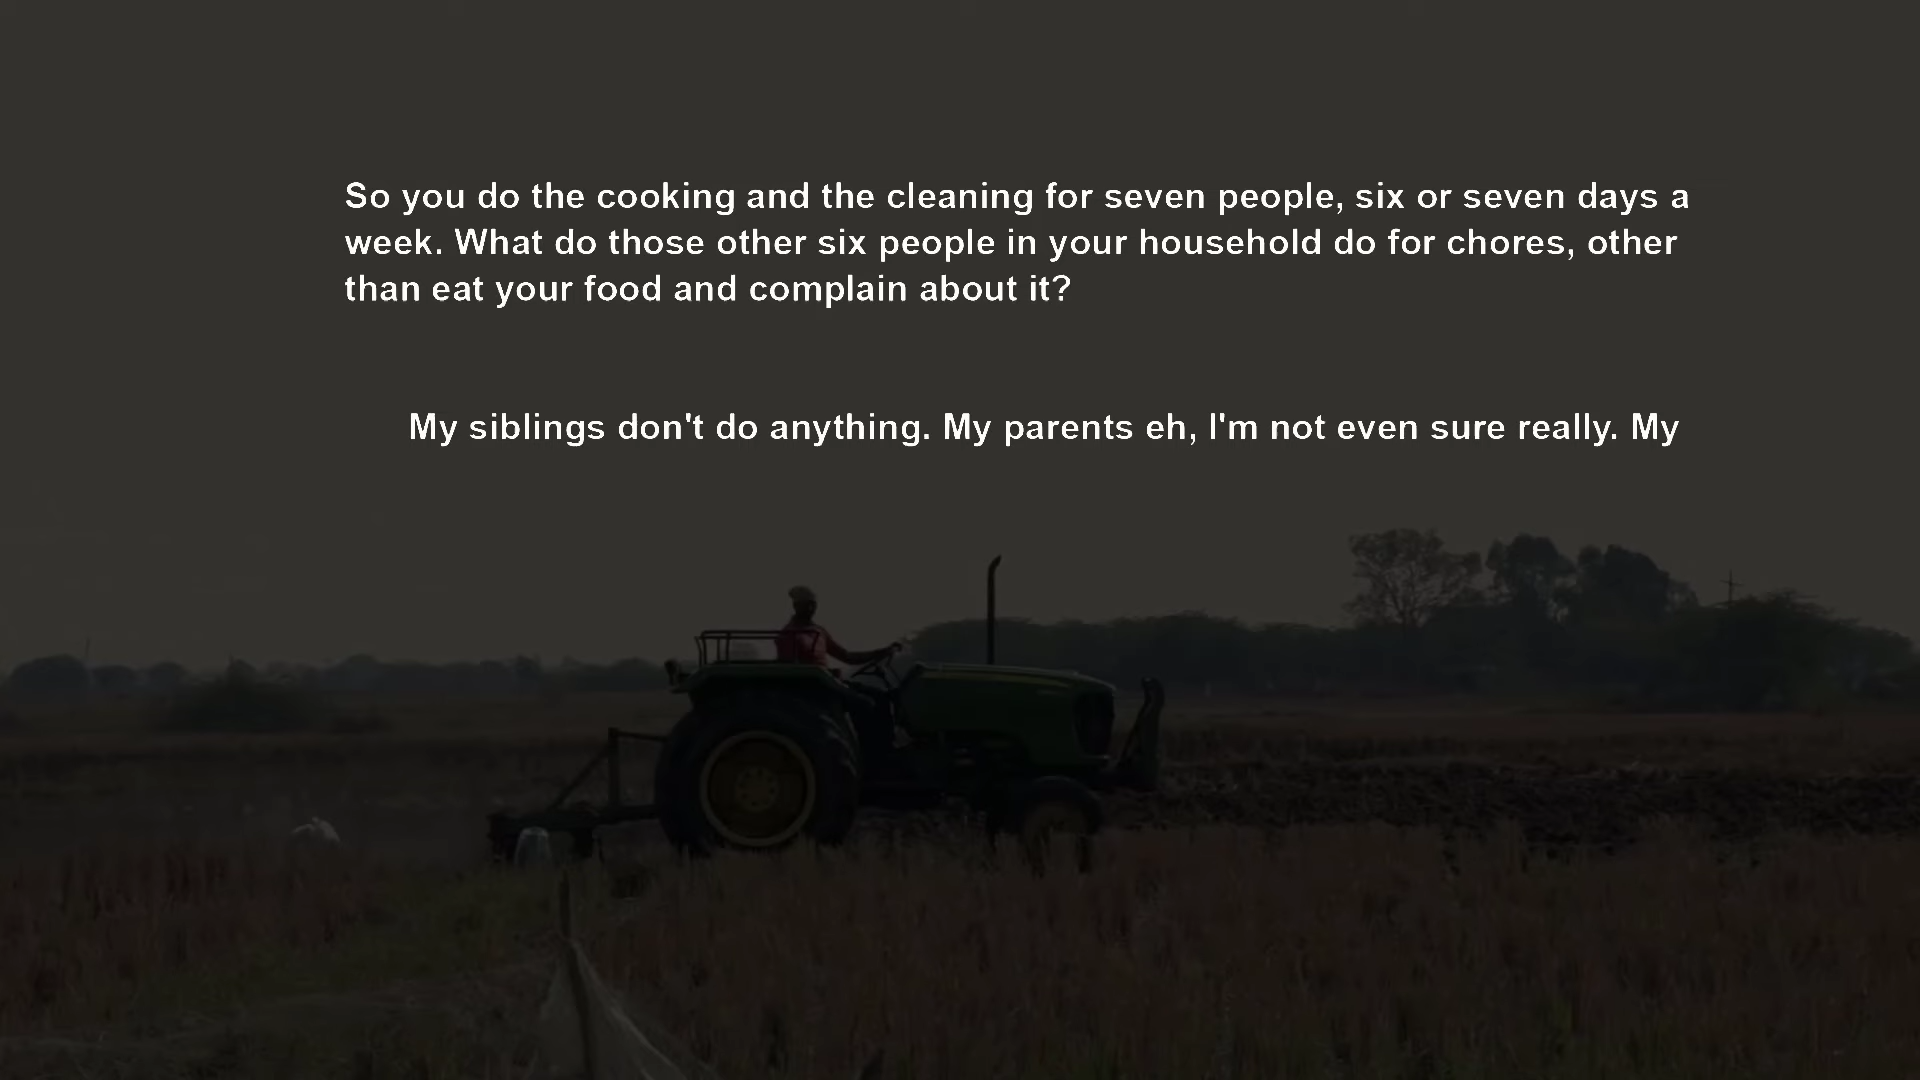 So you do the cooking and the cleaning for seven people, six or seven days a
week. What do those other six people in your household do for chores, other
than eat your food and complain about it?
My siblings don't do anything. My parents eh, I'm not even sure really. My